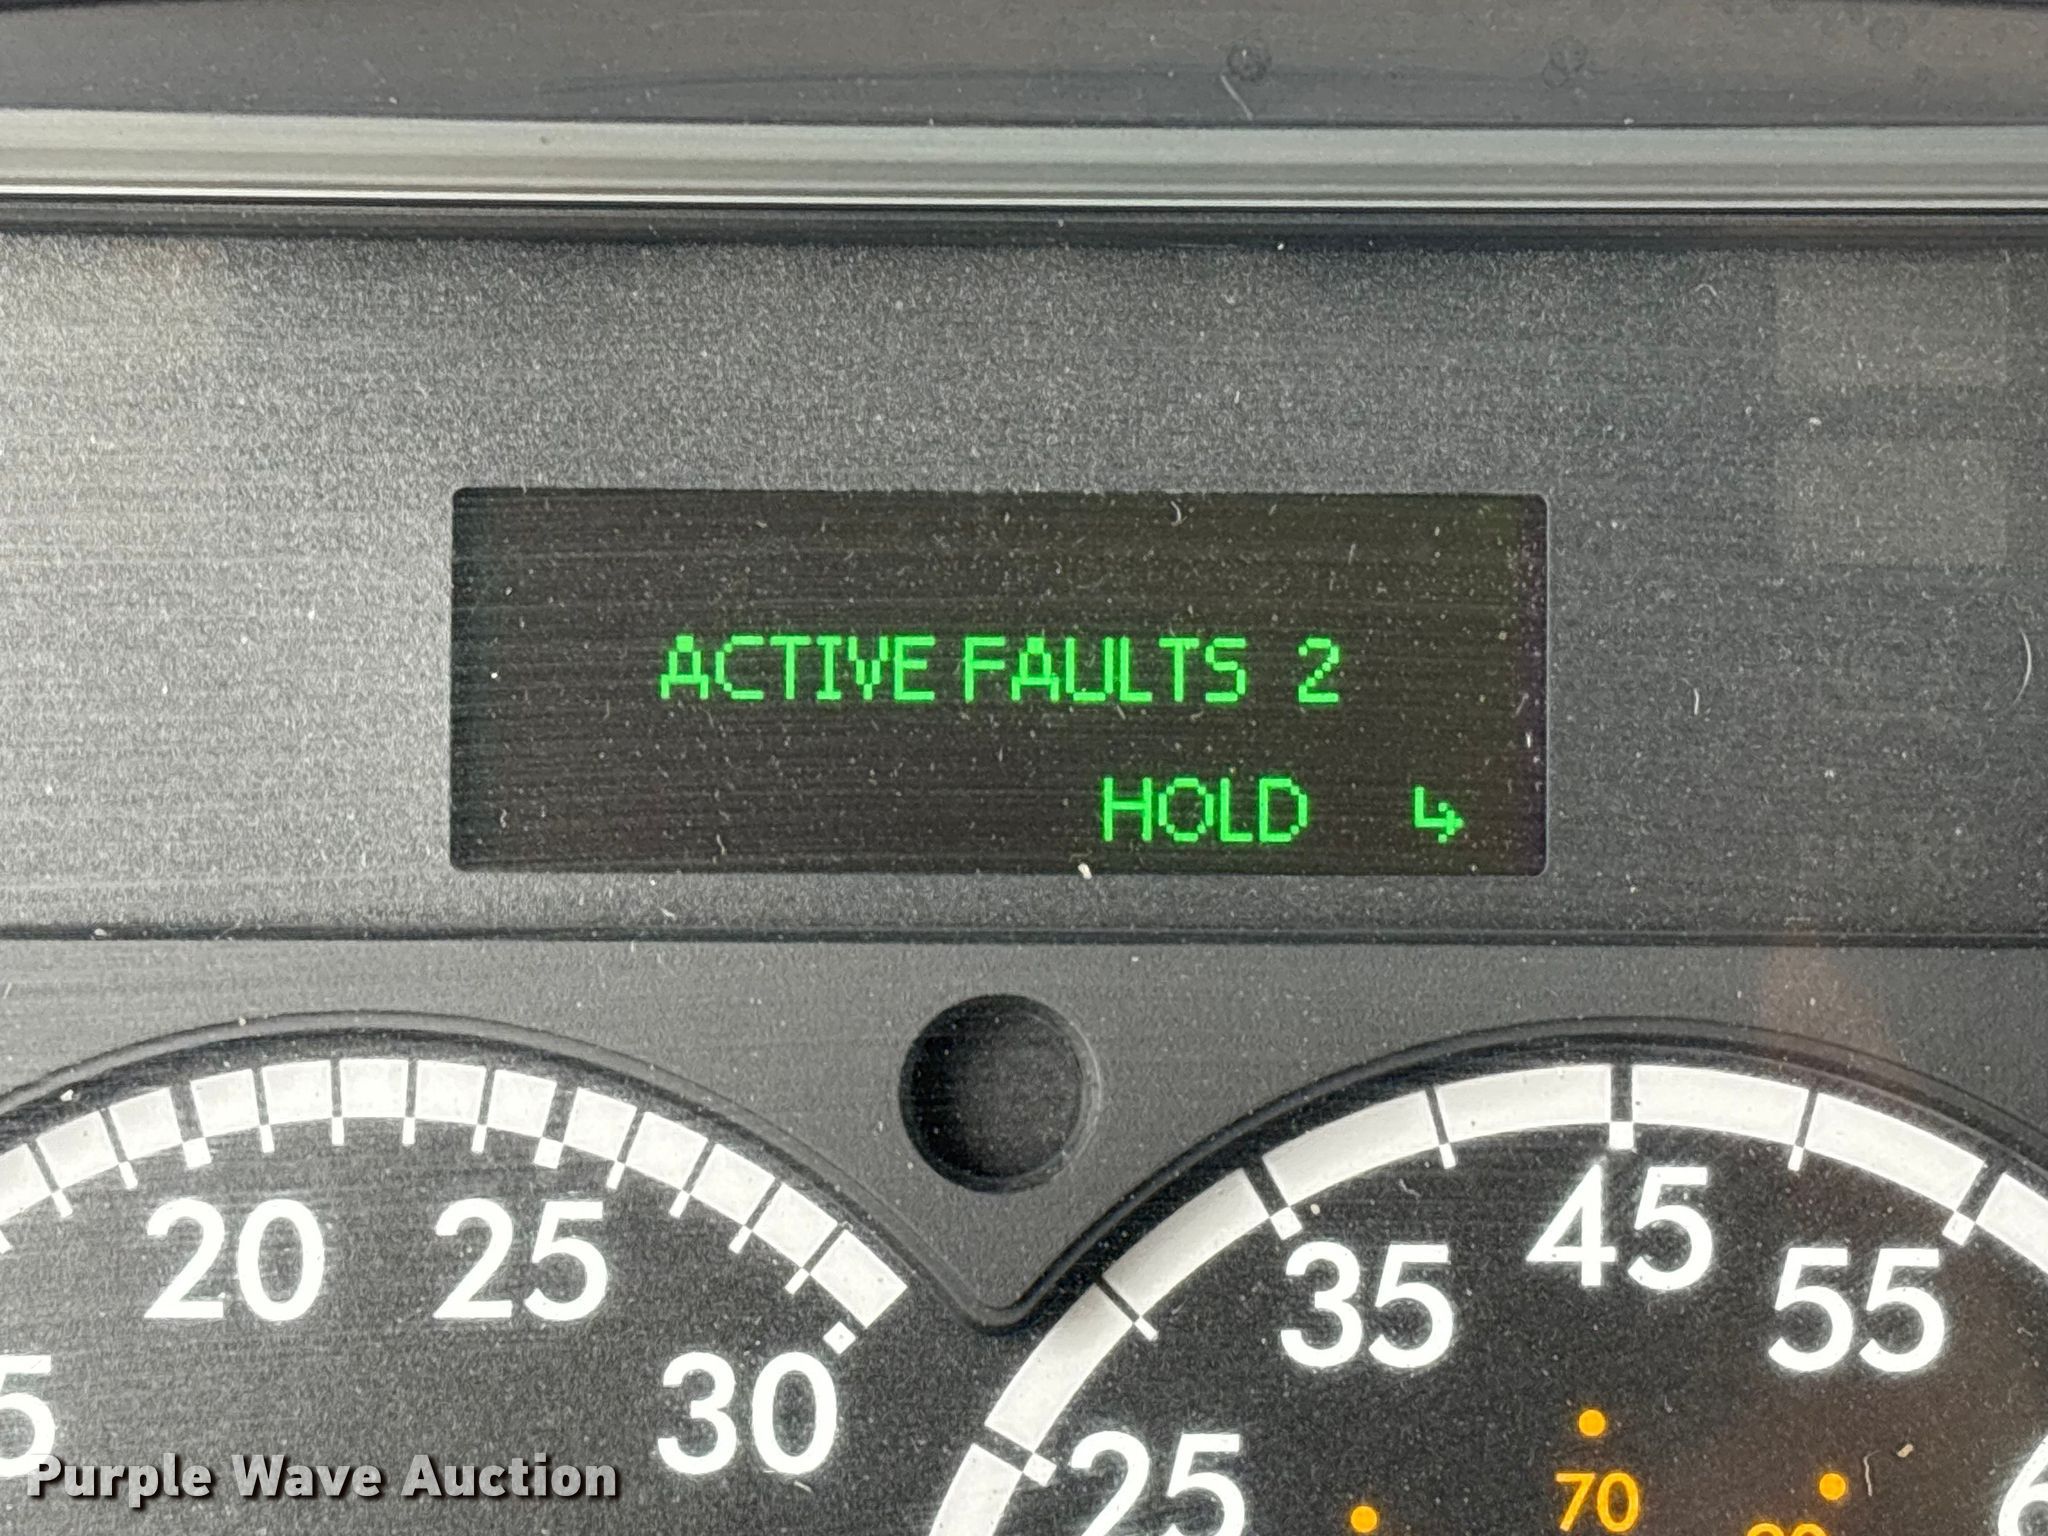 ACTIVE FAULTS 2
HOLD ↳
20 25 30
25 35 45 55
70
Purple Wave Auction